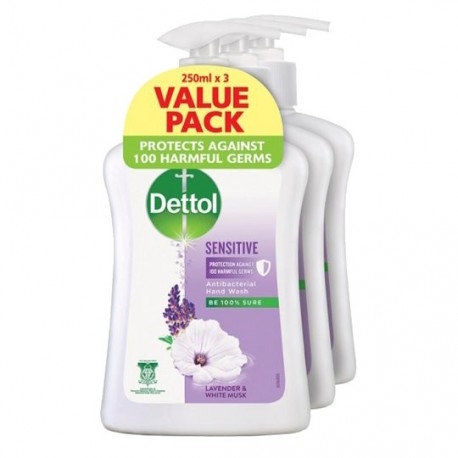 250ml x 3
VALUE
PACK
PROTECTS AGAINST
100 HARMFUL GERMS
Dettol
SENSITIVE
PROTECTION AGAINST
100 HARMFUL GERMS
Antibacterial
Hand Wash
BE 100% SURE
LAVENDER &
WHITE MUSK